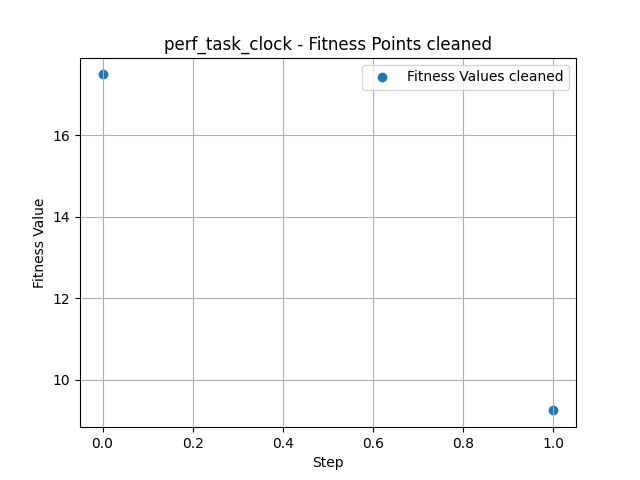 perf_task_clock - Fitness Points cleaned
Fitness Values cleaned
16
14
12
10
Fitness Value
0.0 0.2 0.4 0.6 0.8 1.0
Step